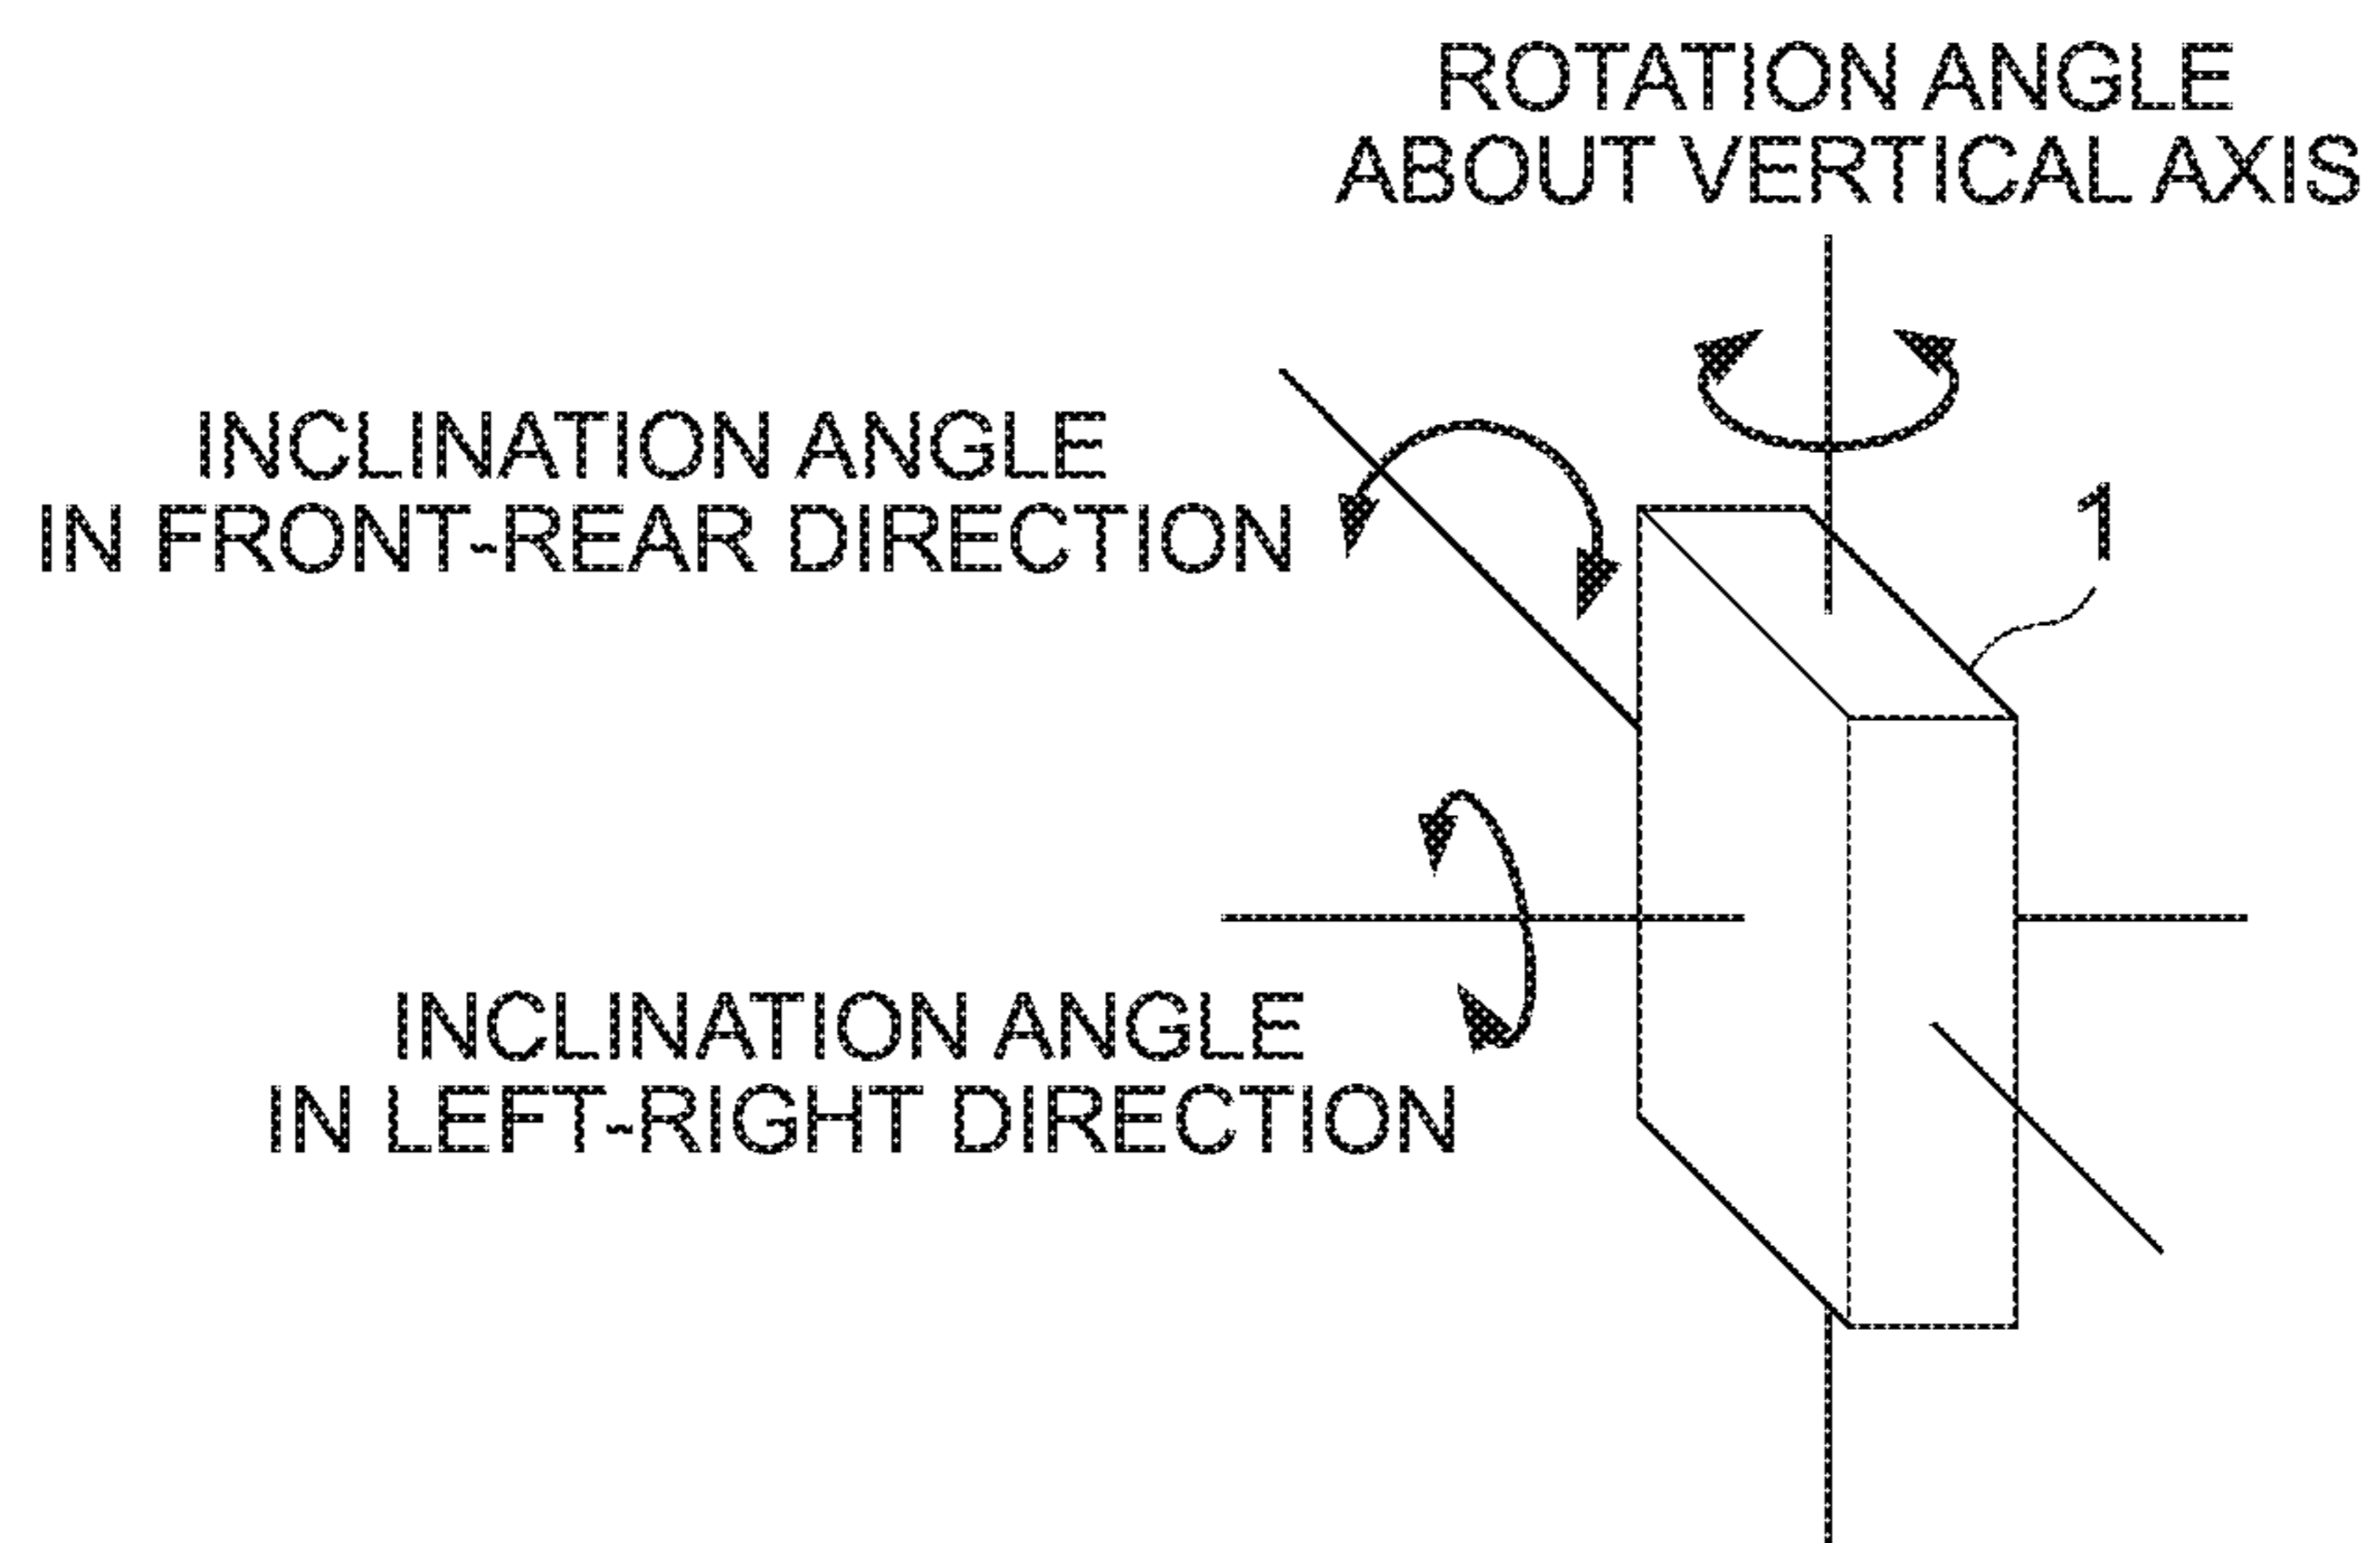 ROTATION ANGLE
ABOUT VERTICAL AXIS
INCLINATION ANGLE
IN FRONT-REAR DIRECTION
1
INCLINATION ANGLE
IN LEFT-RIGHT DIRECTION